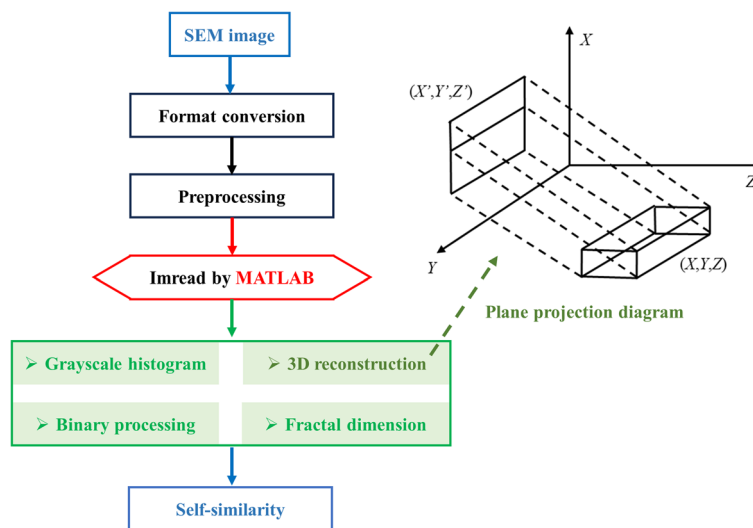 SEM image
Format conversion
Preprocessing
Imread by MATLAB
➢ Grayscale histogram
➢ 3D reconstruction
➢ Binary processing
➢ Fractal dimension
Self-similarity
X
(X’,Y’,Z’)
Z
Y
(X,Y,Z)
Plane projection diagram